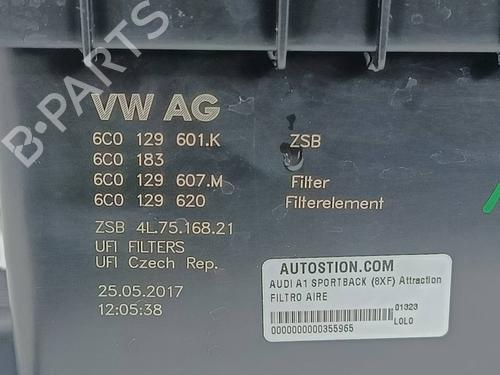 B-PARTS
VW AG
6C0 129 601.K ZSB
6C0 183
6C0 129 607.M Filter
6C0 129 620 Filterelement
ZSB 4L.75.168.21
UFI FILTERS
UFI Czech Rep.
25.05.2017
12:05:38
AUTOSTION.COM
AUDI A1 SPORTBACK (8XF) Attraction
FILTRO AIRE
01323
0000000000355965 LOLO